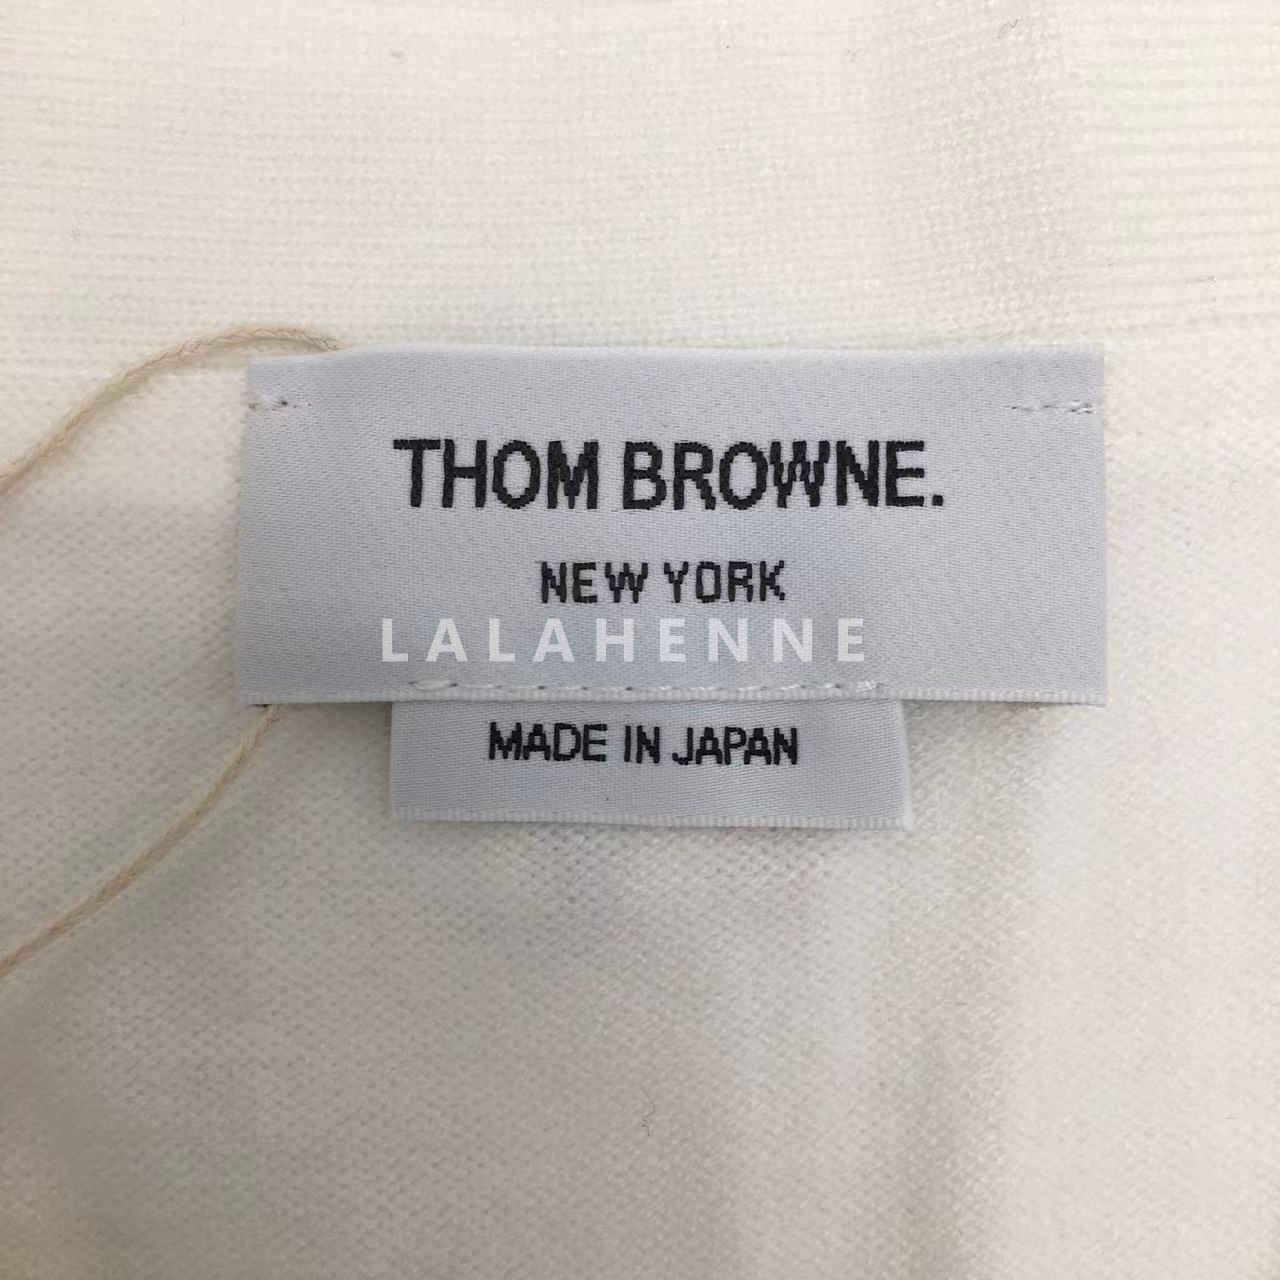 THOM BROWNE.
NEW YORK
LALAHENNE
MADE IN JAPAN